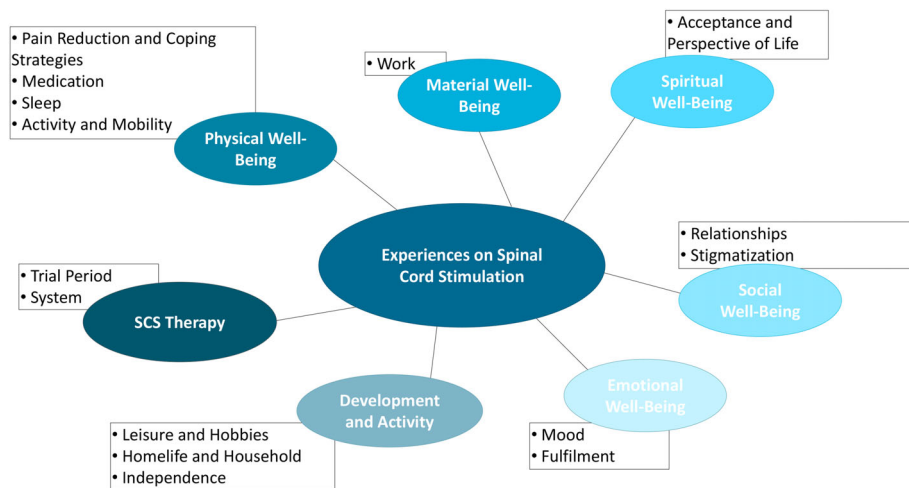 • Pain Reduction and Coping
Strategies
• Medication
• Sleep
• Activity and Mobility
Physical Well-
Being
• Work
Material Well-
Being
• Acceptance and
Perspective of Life
Spiritual
Well-Being
Experiences on Spinal
Cord Stimulation
• Relationships
• Stigmatization
Social
Well-Being
• Trial Period
• System
SCS Therapy
Development
and Activity
• Leisure and Hobbies
• Homelife and Household
• Independence
Emotional
Well-Being
• Mood
• Fulfilment